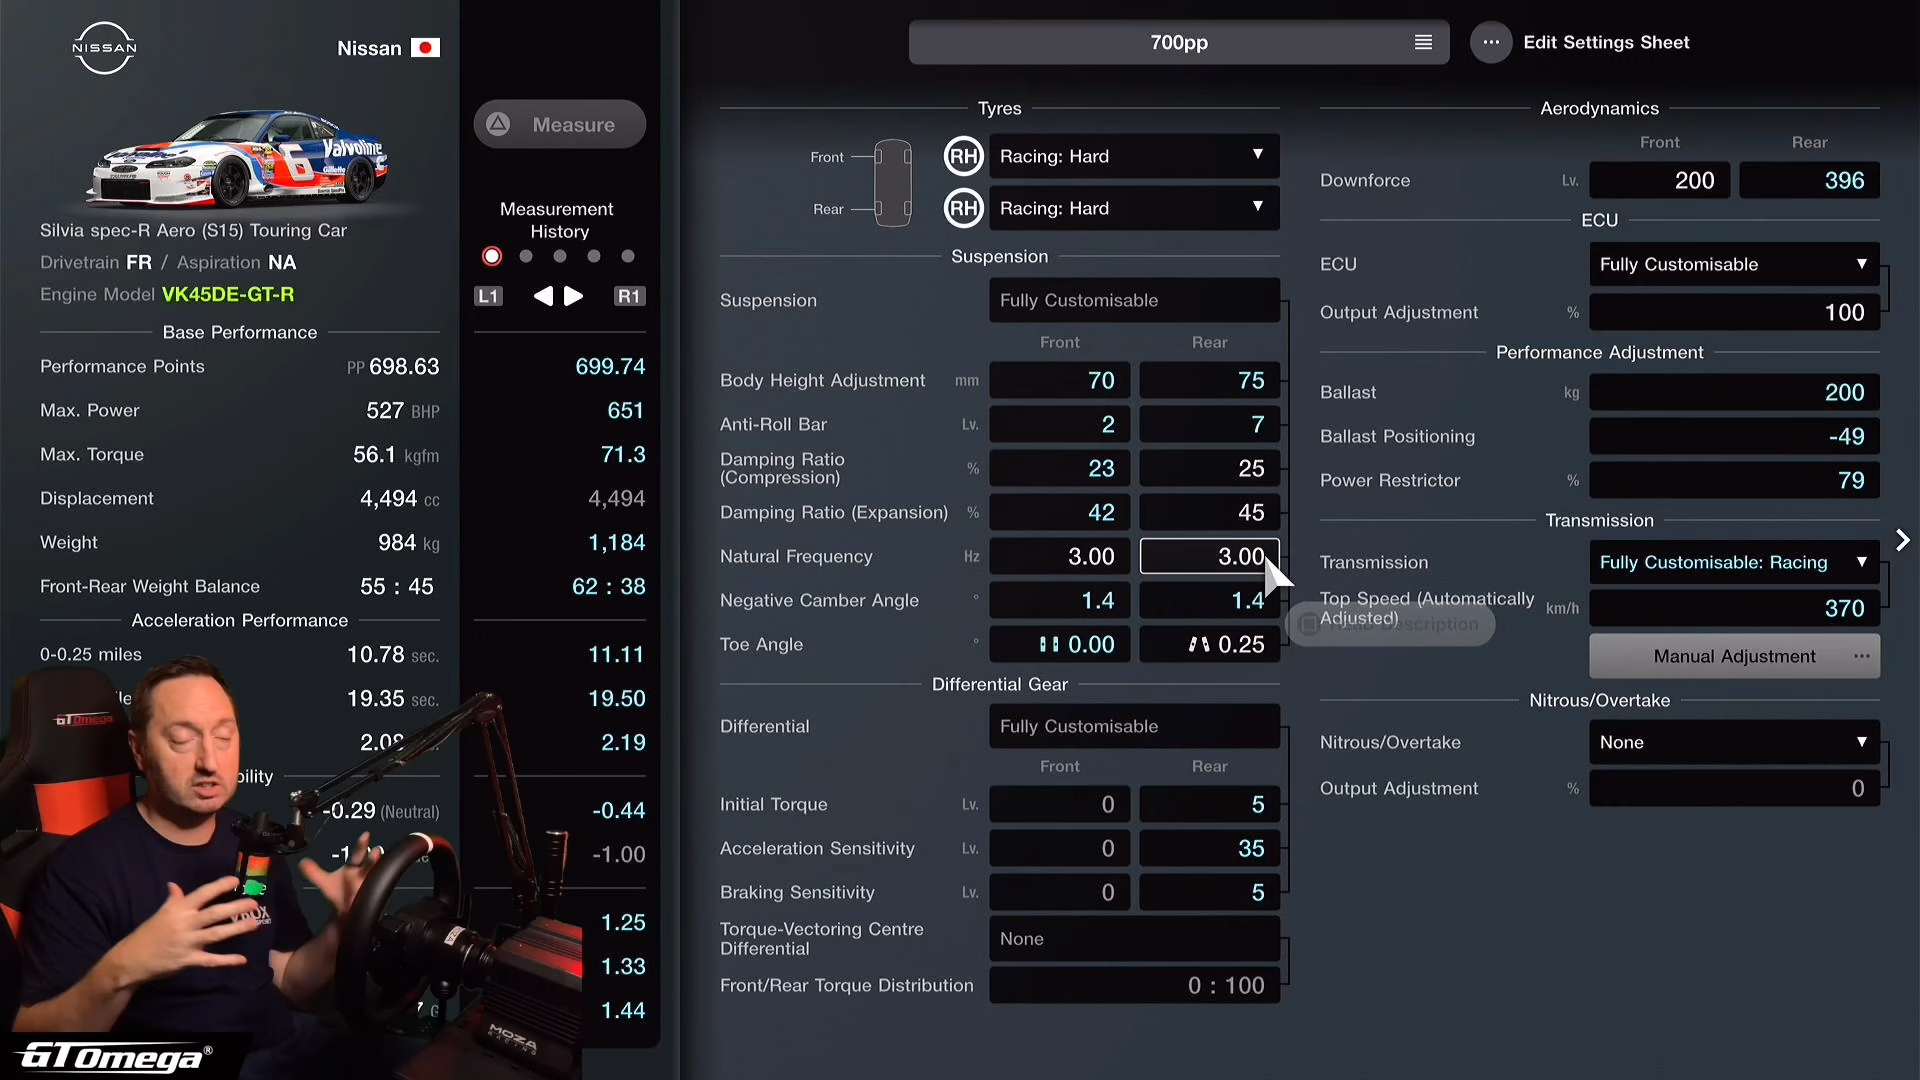 NISSAN
Nissan
Valvoline
6
Silvia spec-R Aero (S15) Touring Car
Drivetrain FR / Aspiration NA
Engine Model VK45DE-GT-R
Base Performance
Performance Points PP 698.63
Max. Power 527 BHP
Max. Torque 56.1 kgfm
Displacement 4,494 cc
Weight 984 kg
Front-Rear Weight Balance 55 : 45
Acceleration Performance
0-0.25 miles 10.78 sec.
19.35 sec.
-0.29 (Neutral)
Measure
Measurement
History
L1 R1
699.74
651
71.3
4,494
1,184
62 : 38
11.11
19.50
2.19
-0.44
-1.00
1.25
1.33
1.44
GTOmega
MOZA
RACING
GTOmega®
700pp
Edit Settings Sheet
Tyres
Front RH Racing: Hard
Rear RH Racing: Hard
Suspension
Suspension Fully Customisable
Front Rear
Body Height Adjustment mm 70 75
Anti-Roll Bar Lv. 2 7
Damping Ratio
(Compression) % 23 25
Damping Ratio (Expansion) % 42 45
Natural Frequency Hz 3.00 3.00
Negative Camber Angle ° 1.4 1.4
Toe Angle ° 0.00 0.25
Differential Gear
Differential Fully Customisable
Front Rear
Initial Torque Lv. 0 5
Acceleration Sensitivity Lv. 0 35
Braking Sensitivity Lv. 0 5
Torque-Vectoring Centre
Differential None
Front/Rear Torque Distribution 0 : 100
Aerodynamics
Front Rear
Downforce Lv. 200 396
ECU
ECU Fully Customisable
Output Adjustment % 100
Performance Adjustment
Ballast kg 200
Ballast Positioning -49
Power Restrictor % 79
Transmission
Transmission Fully Customisable: Racing
Top Speed (Automatically
Adjusted) km/h 370
Read Description
Manual Adjustment
Nitrous/Overtake
Nitrous/Overtake None
Output Adjustment % 0